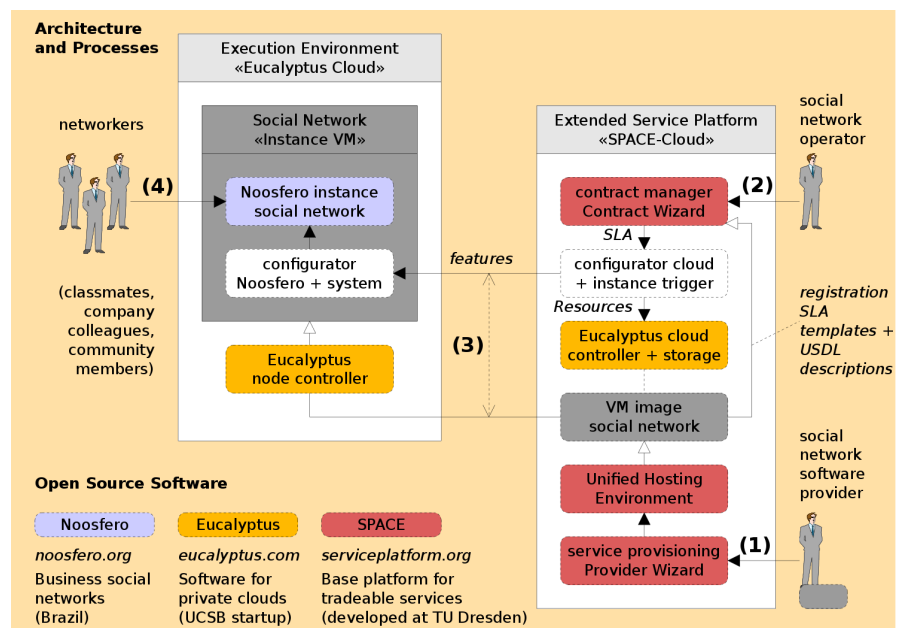 Architecture
and Processes
Execution Environment
«Eucalyptus Cloud»
networkers
Social Network
«Instance VM»
Extended Service Platform
«SPACE-Cloud»
social
network
operator
(4)
Noosfero instance
social network
contract manager
Contract Wizard
(2)
SLA
features
configurator
Noosfero + system
configurator cloud
+ instance trigger
(classmates,
company
colleagues,
community
members)
Resources
registration
SLA
templates +
USDL
descriptions
(3)
Eucalyptus
node controller
Eucalyptus cloud
controller + storage
VM image
social network
social
network
software
provider
Unified Hosting
Environment
(1)
service provisioning
Provider Wizard
Open Source Software
Noosfero
Eucalyptus
SPACE
noosfero.org
eucalyptus.com
serviceplatform.org
Business social
networks
(Brazil)
Software for
private clouds
(UCSB startup)
Base platform for
tradeable services
(developed at TU Dresden)